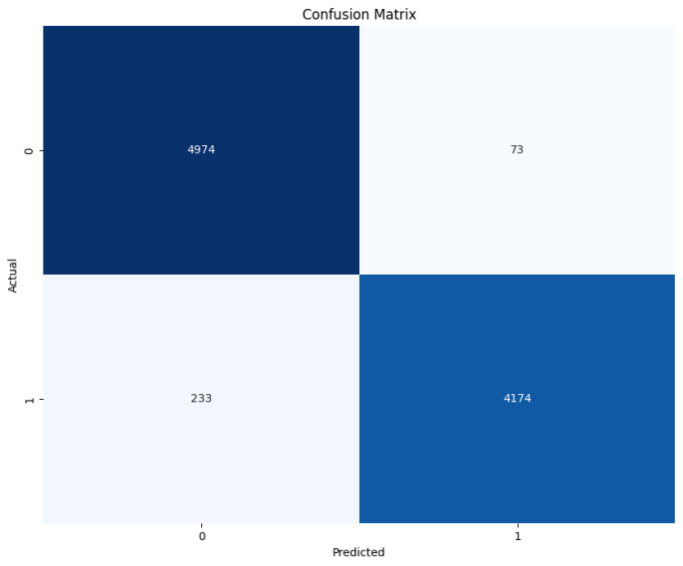 Confusion Matrix
0
4974
73
Actual
1
233
4174
0
1
Predicted